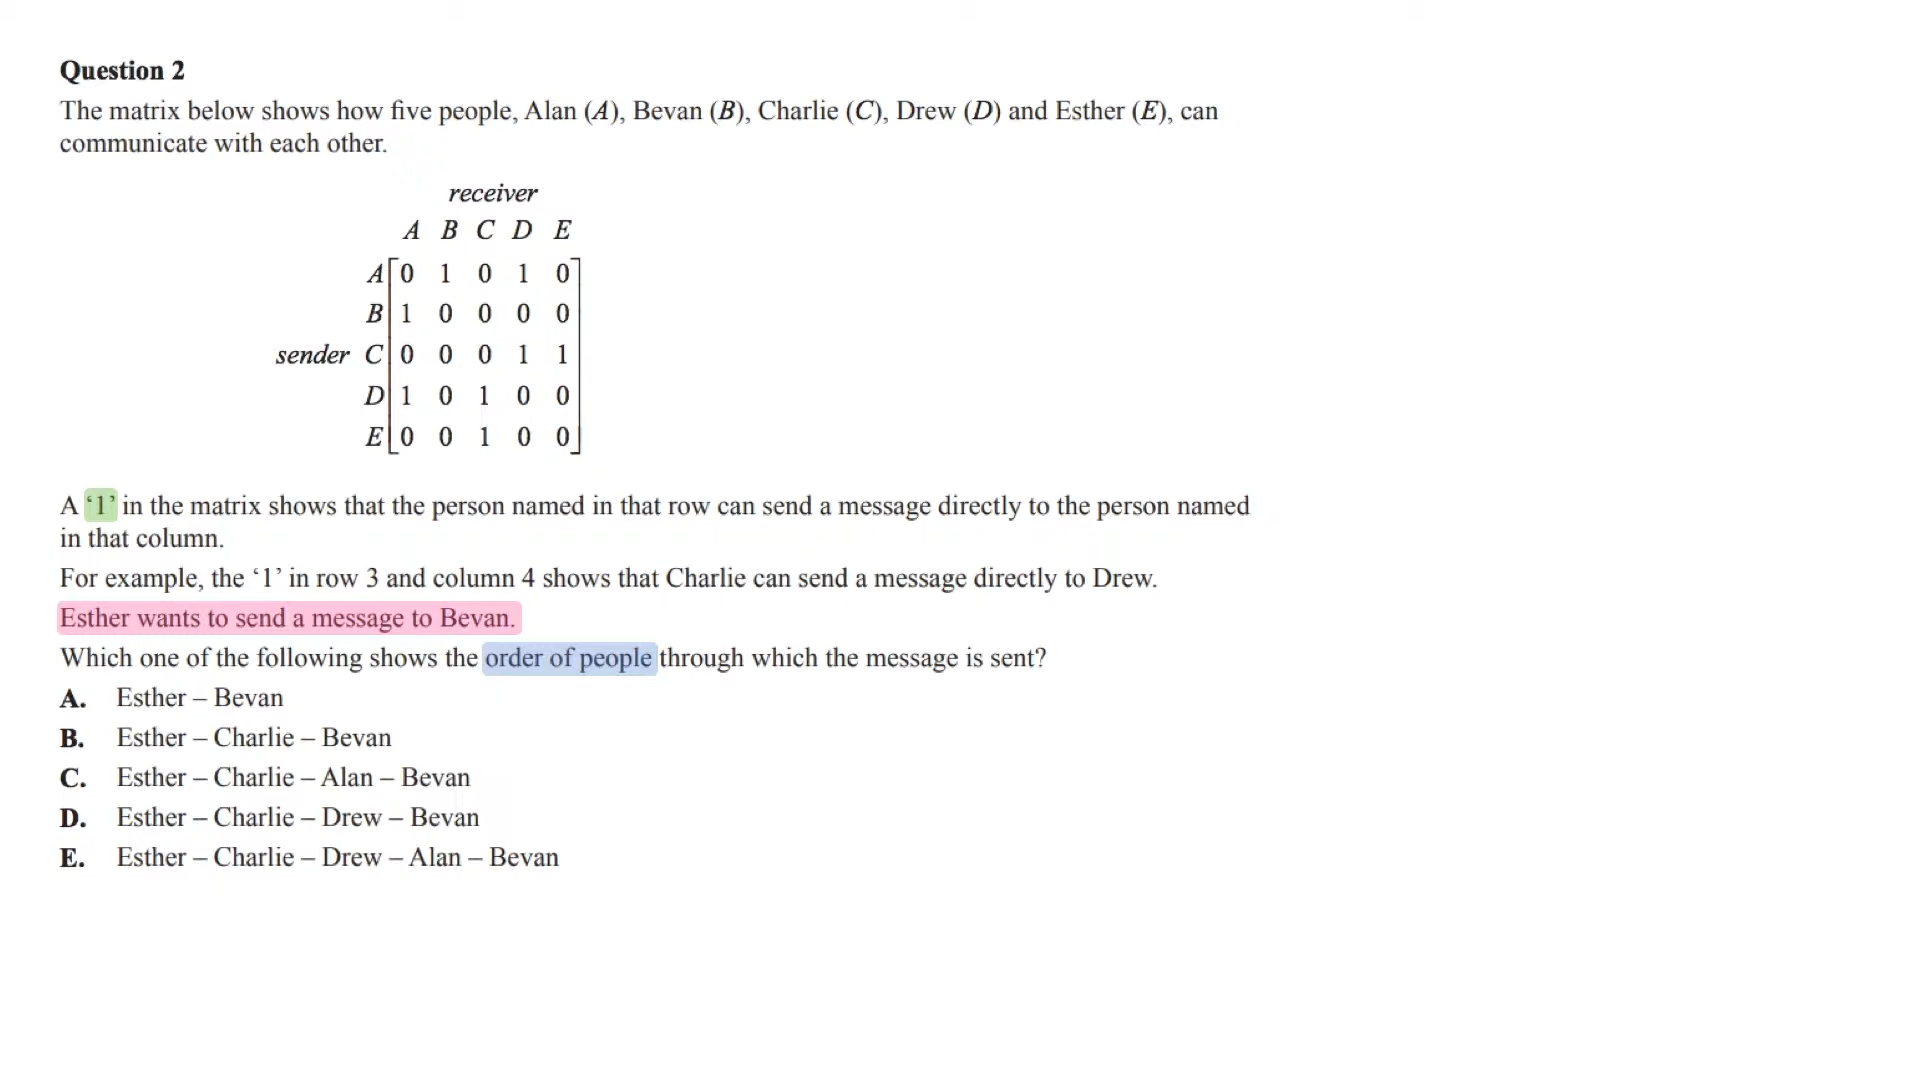 Question 2
The matrix below shows how five people, Alan (A), Bevan (B), Charlie (C), Drew (D) and Esther (E), can
communicate with each other.
receiver
A B C D E
A 0 1 0 1 0
B 1 0 0 0 0
sender C 0 0 0 1 1
D 1 0 1 0 0
E 0 0 1 0 0
A ‘1’ in the matrix shows that the person named in that row can send a message directly to the person named
in that column.
For example, the ‘1’ in row 3 and column 4 shows that Charlie can send a message directly to Drew.
Esther wants to send a message to Bevan.
Which one of the following shows the order of people through which the message is sent?
A. Esther – Bevan
B. Esther – Charlie – Bevan
C. Esther – Charlie – Alan – Bevan
D. Esther – Charlie – Drew – Bevan
E. Esther – Charlie – Drew – Alan – Bevan